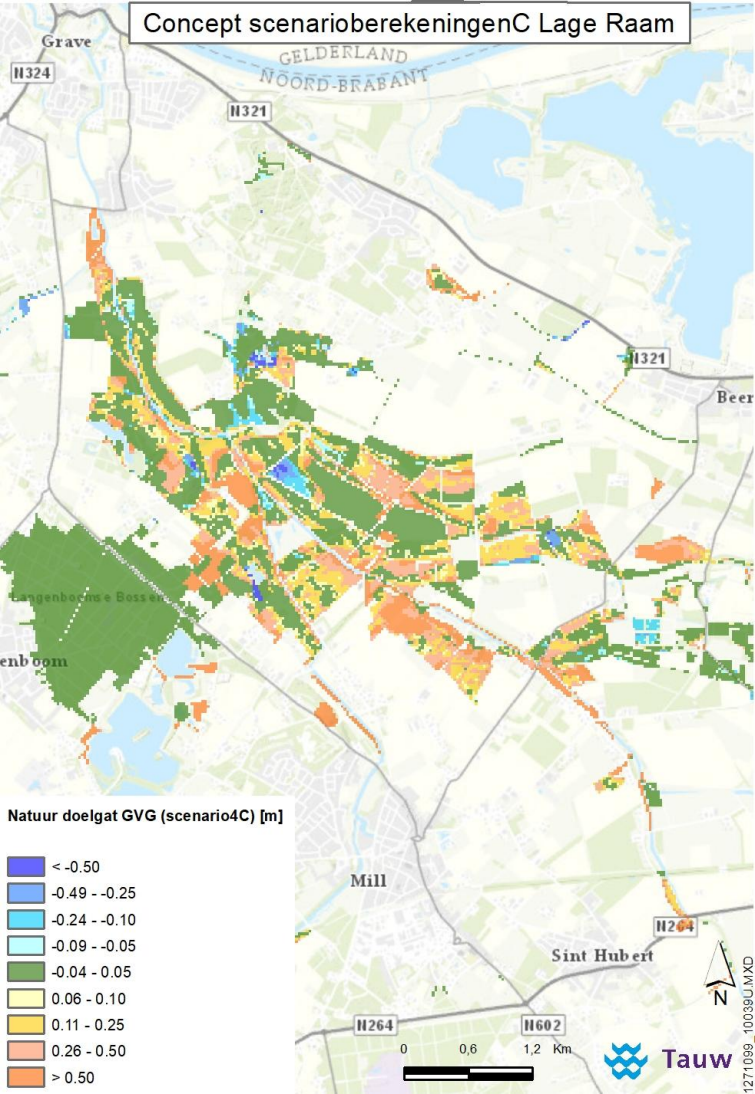 Concept scenarioberekeningenC Lage Raam
Grave
GELDERLAND
NOORD-BRABANT
N324
N321
N321
Beer
Langenboomse Bossen
enboom
Natuur doelgat GVG (scenario4C) [m]
< -0.50
-0.49 - -0.25
-0.24 - -0.10
-0.09 - -0.05
-0.04 - 0.05
0.06 - 0.10
0.11 - 0.25
0.26 - 0.50
> 0.50
Mill
Sint Hubert
N264
N264
N602
N
0 0,6 1,2 Km
Tauw
1271099_10039U.MXD